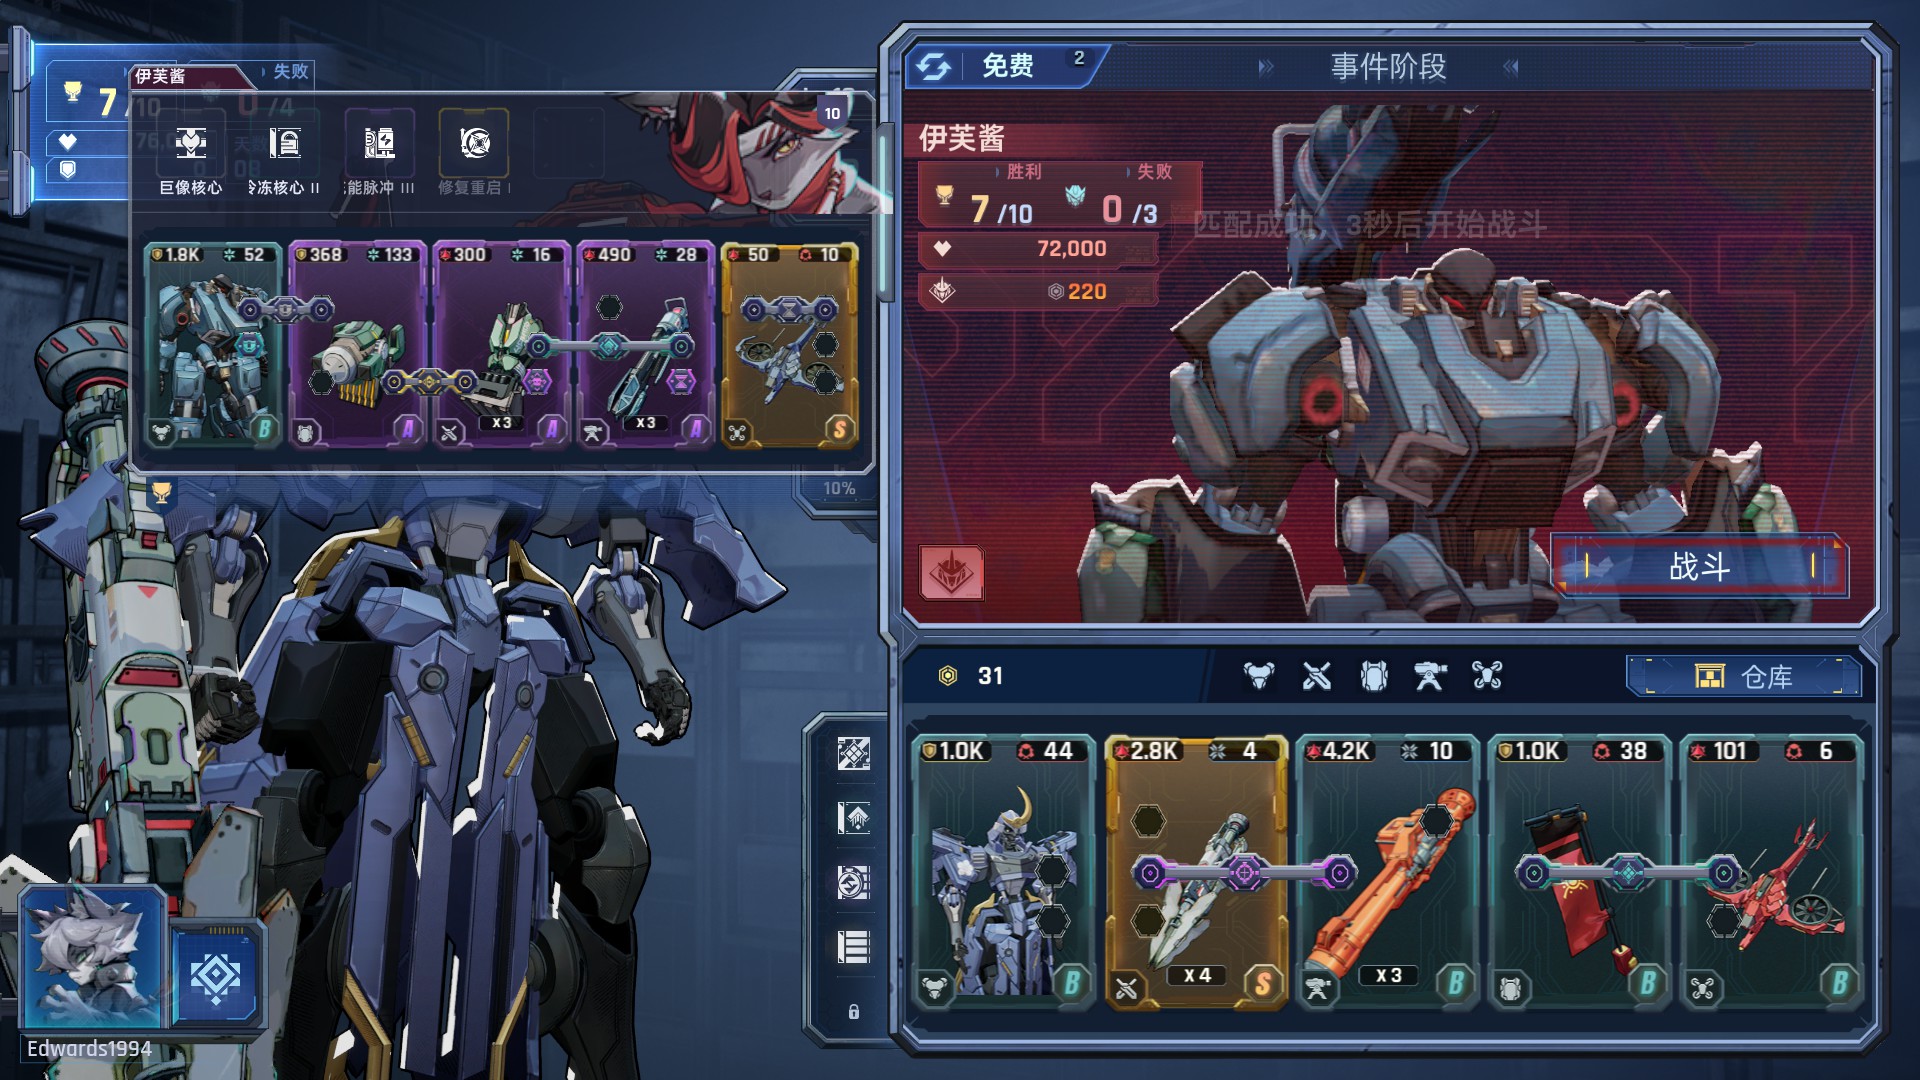 失败
7/10
0/4
伊芙酱
10
巨像核心
冷冻核心 II
能脉冲 III
修复重启 I
1.8K 52
B
368 133
A
300 16
x3
A
490 28
x3
A
50 10
S
10%
免费 2
事件阶段
伊芙酱
胜利 失败
7/10 0/3
72,000
220
匹配成功，3秒后开始战斗
战斗
31
仓库
1.0K 44
B
2.8K 4
x4
S
4.2K 10
x3
B
1.0K 38
B
101 6
B
Edwards1994